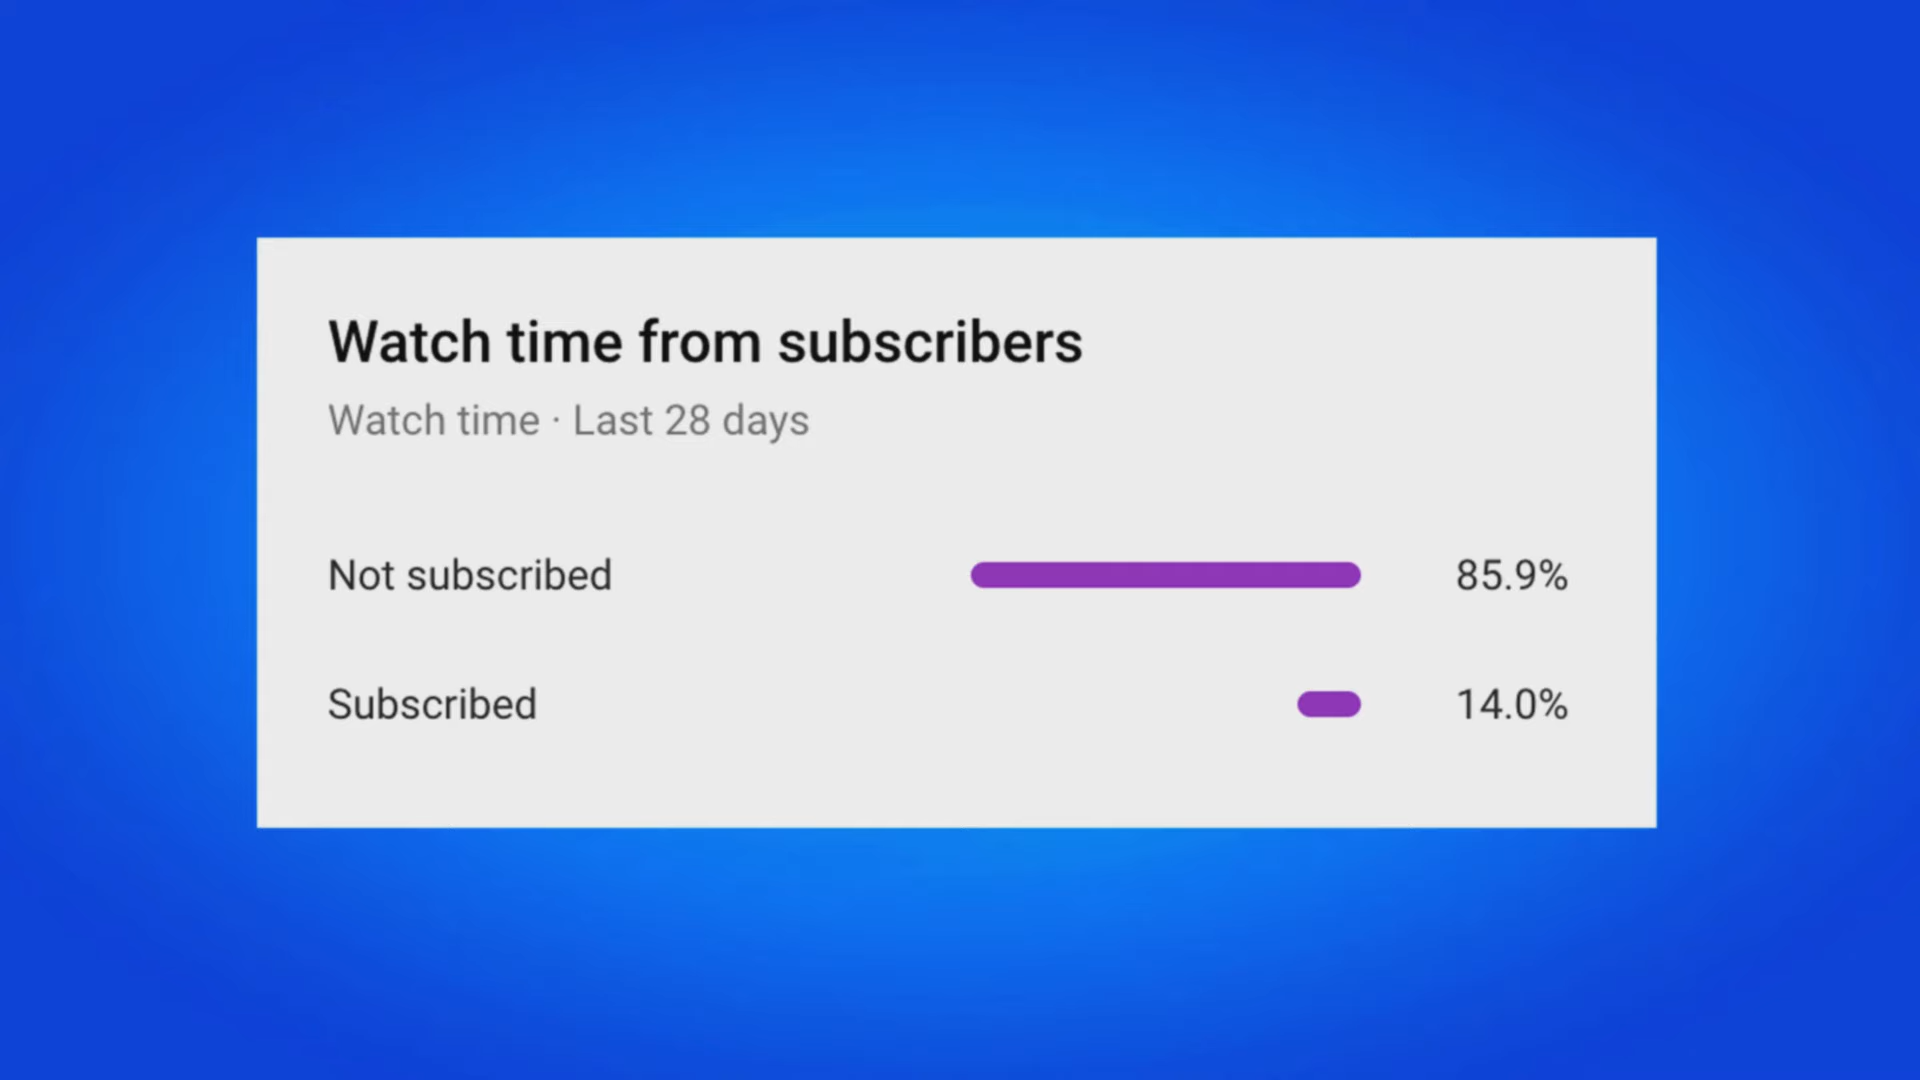 Watch time from subscribers
Watch time · Last 28 days
Not subscribed 85.9%
Subscribed 14.0%